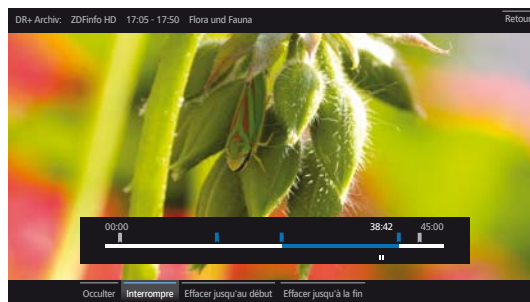 DR+ Archiv: ZDFinfo HD 17:05 - 17:50 Flora und Fauna Retour
00:00 38:42 45:00
Occulter Interrompre Effacer jusqu'au début Effacer jusqu'à la fin